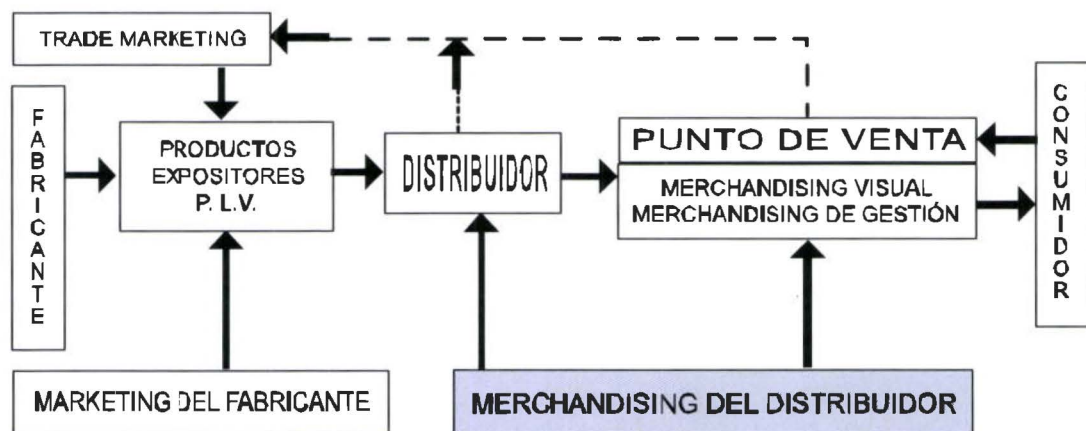 TRADE MARKETING
FABRICANTE
PRODUCTOS
EXPOSITORES
P. L.V.
DISTRIBUIDOR
PUNTO DE VENTA
MERCHANDISING VISUAL
MERCHANDISING DE GESTIÓN
CONSUMIDOR
MARKETING DEL FABRICANTE
MERCHANDISING DEL DISTRIBUIDOR